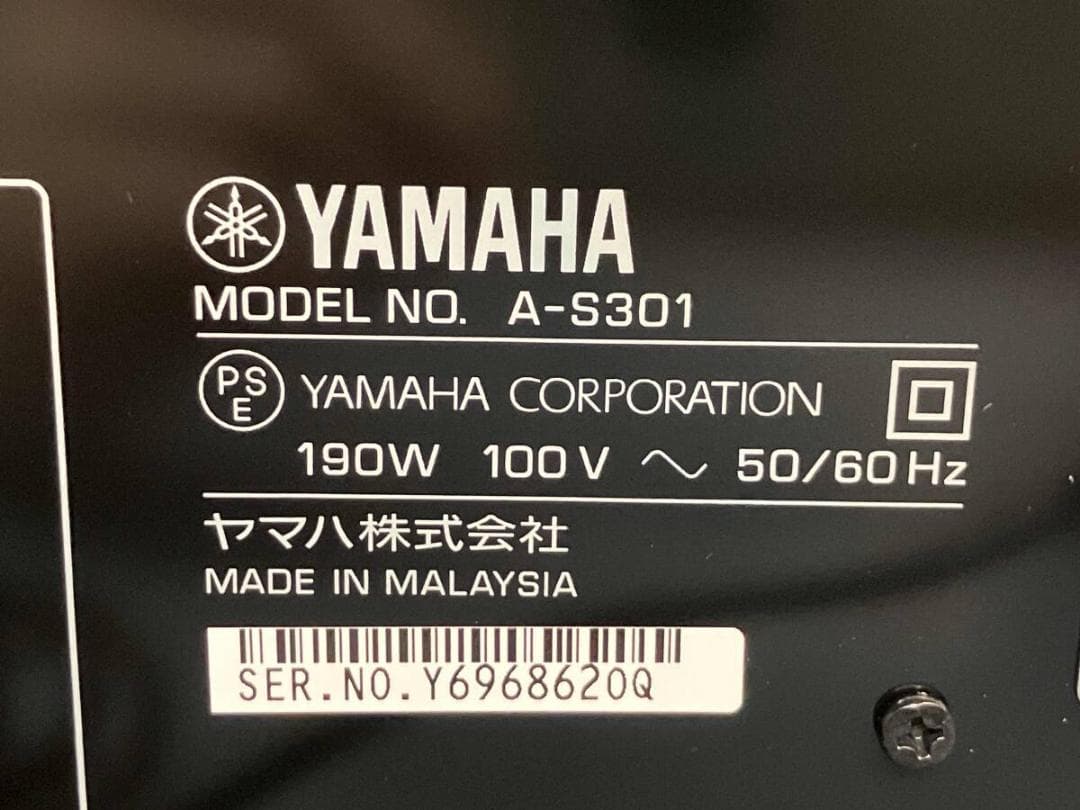 YAMAHA
MODEL NO. A-S301
PSE YAMAHA CORPORATION
190W 100V ～ 50/60Hz
ヤマハ株式会社
MADE IN MALAYSIA
SER.NO.Y6968620Q